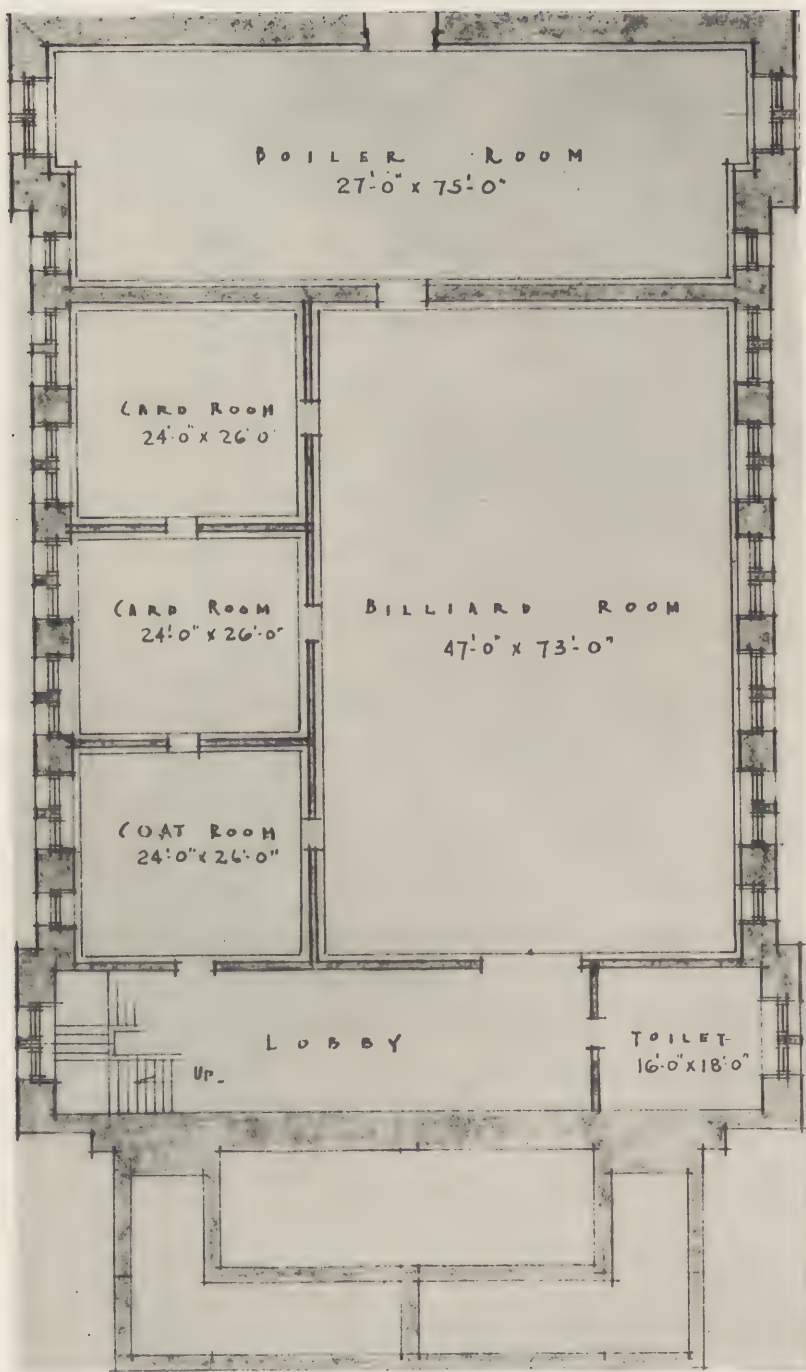 BOILER ROOM
27'-0" x 75'-0"
CARD ROOM
24'-0" x 26'-0
CARD ROOM
24'-0" x 26'-0"
BILLIARD ROOM
47'-0" x 73'-0"
COAT ROOM
24'-0" x 26'-0"
LOBBY
UP-
TOILET
16'-0" x 18'-0"